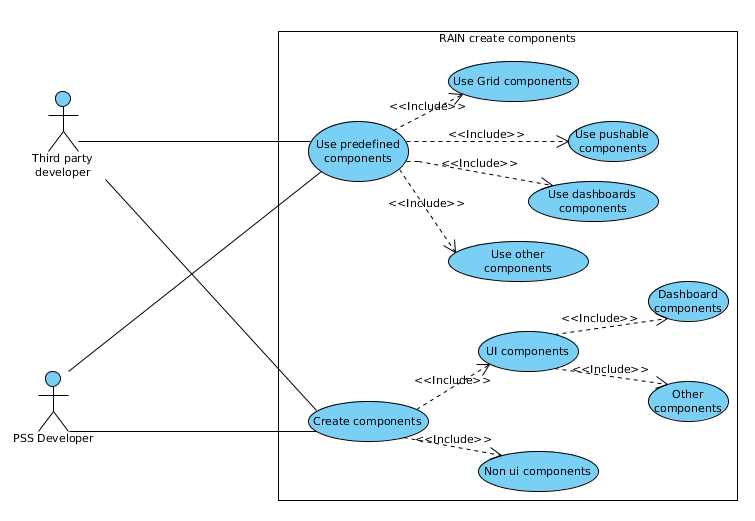 RAIN create components
Use Grid components
<<Include>>
Use predefined
components
<<Include>>
Use pushable
components
<<Include>>
Use dashboards
components
<<Include>>
Use other
components
Third party
developer
Dashboard
components
<<Include>>
UI components
<<Include>>
Other
components
<<Include>>
Create components
<<Include>>
Non ui components
PSS Developer